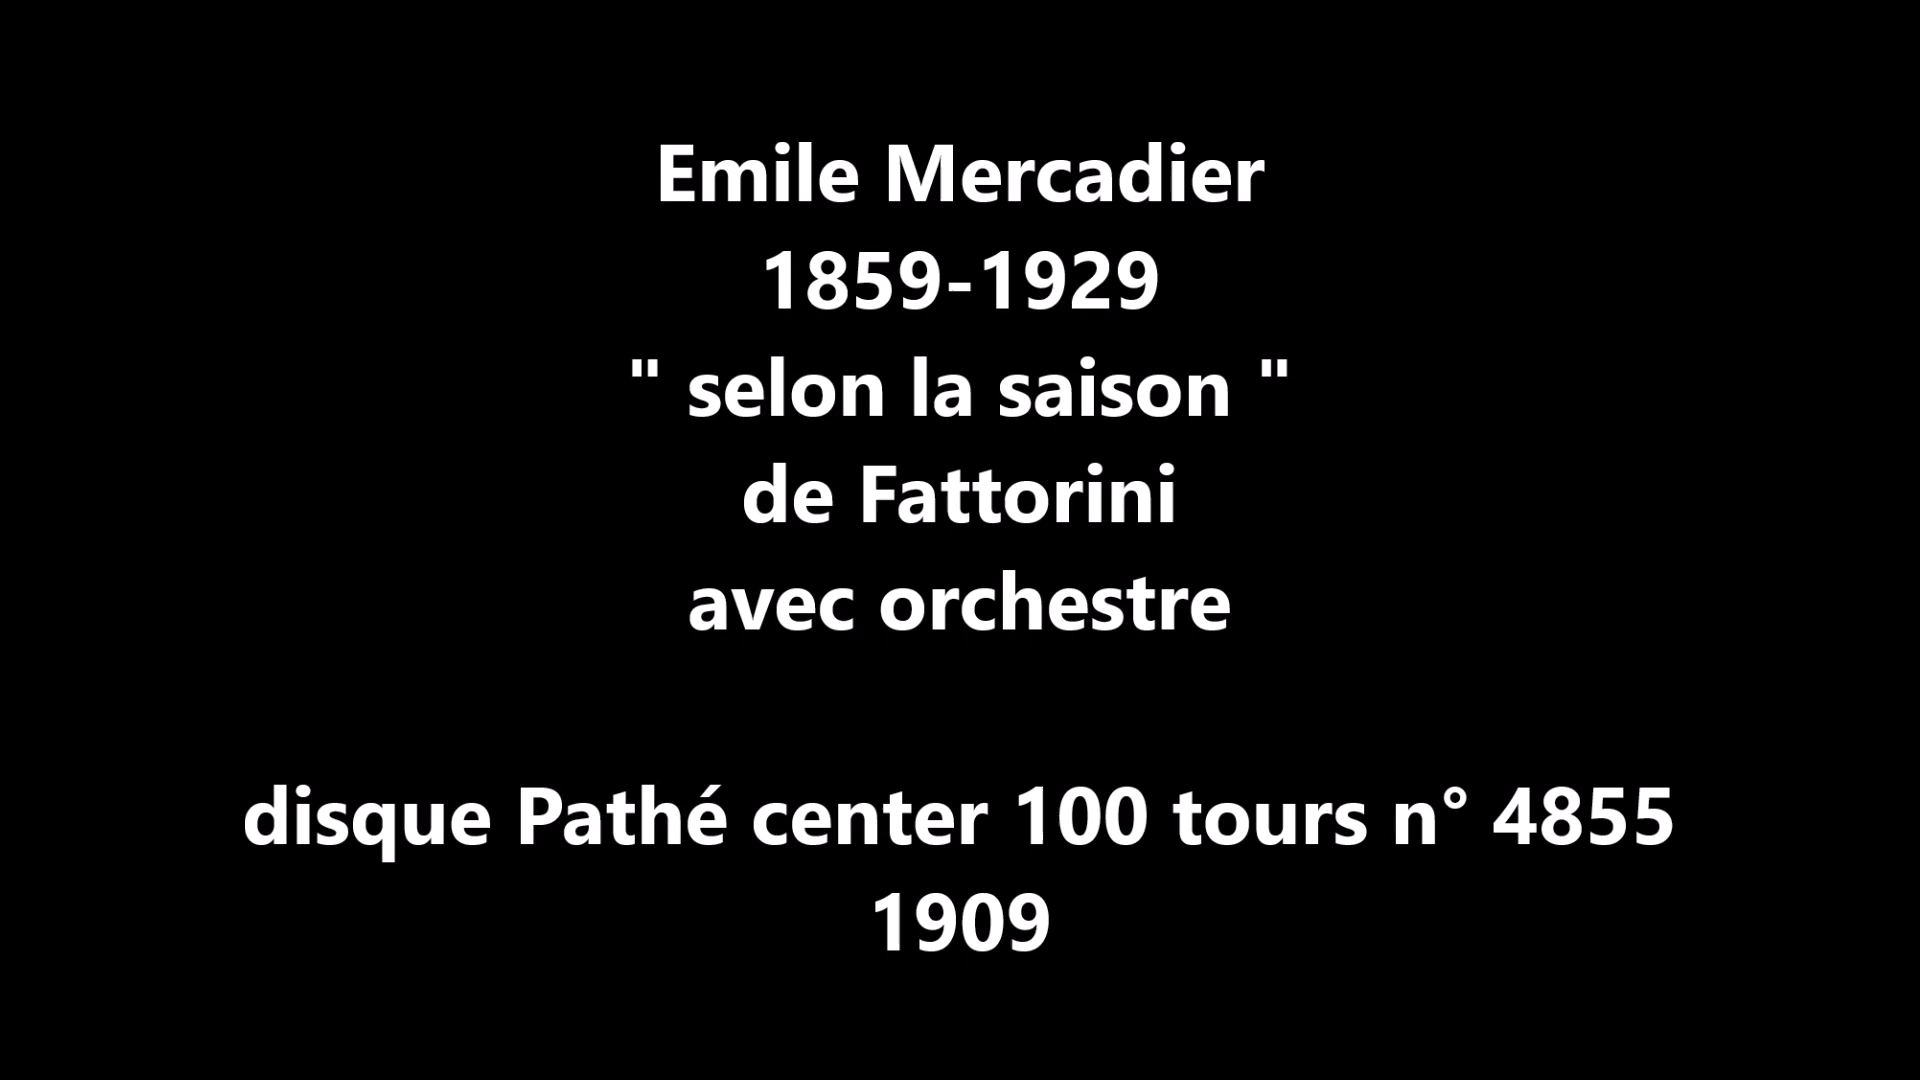 Emile Mercadier
1859-1929
" selon la saison "
de Fattorini
avec orchestre
disque Pathé center 100 tours n° 4855
1909